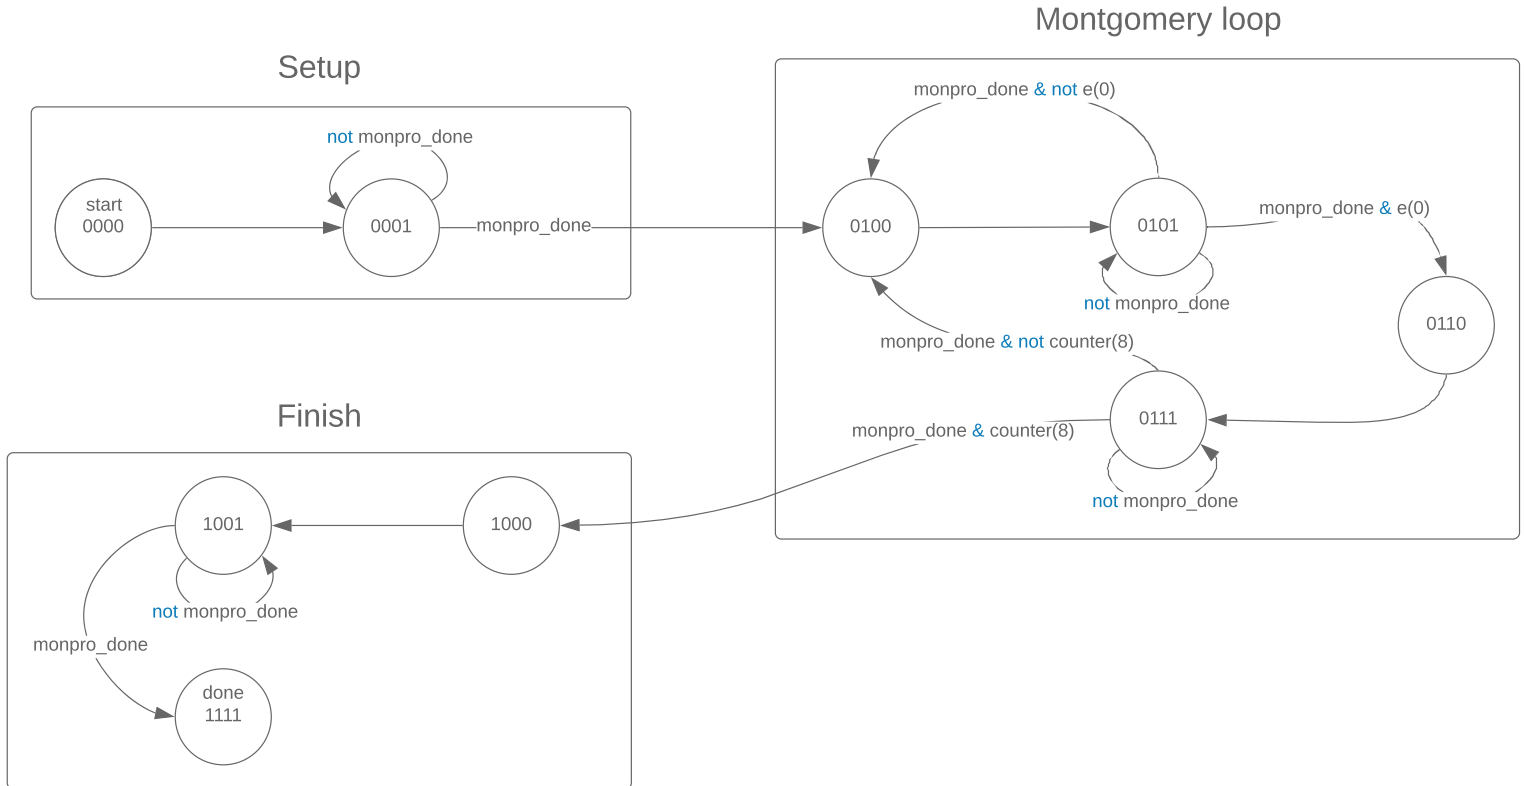 Montgomery loop
Setup
monpro_done & not e(0)
not monpro_done
start
0000
0001
monpro_done
0100
0101
monpro_done & e(0)
not monpro_done
0110
monpro_done & not counter(8)
0111
monpro_done & counter(8)
not monpro_done
Finish
1001
1000
not monpro_done
monpro_done
done
1111